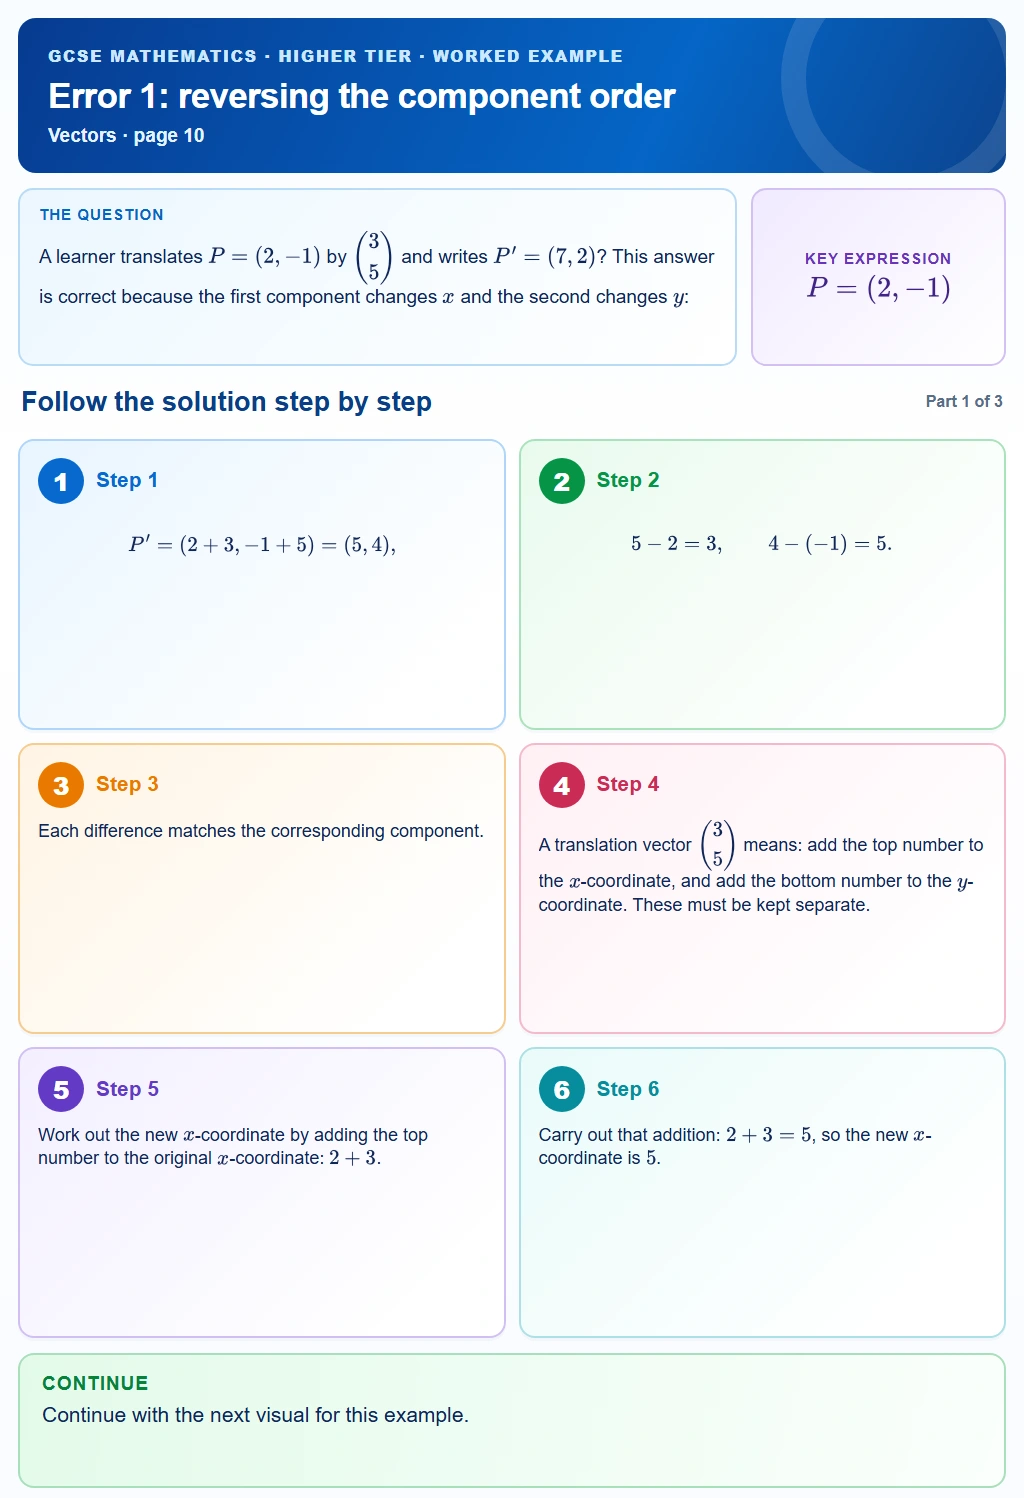 GCSE MATHEMATICS · HIGHER TIER · WORKED EXAMPLE
Error 1: reversing the component order
Vectors · page 10
THE QUESTION
A learner translates P = (2, −1) by (3 5) and writes P′ = (7, 2)? This answer
is correct because the first component changes x and the second changes y:
KEY EXPRESSION
P = (2, −1)
Follow the solution step by step
Part 1 of 3
1 Step 1
P′ = (2 + 3, −1 + 5) = (5, 4),
2 Step 2
5 − 2 = 3, 4 − (−1) = 5.
3 Step 3
Each difference matches the corresponding component.
4 Step 4
A translation vector (3 5) means: add the top number to
the x-coordinate, and add the bottom number to the y-
coordinate. These must be kept separate.
5 Step 5
Work out the new x-coordinate by adding the top
number to the original x-coordinate: 2 + 3.
6 Step 6
Carry out that addition: 2 + 3 = 5, so the new x-
coordinate is 5.
CONTINUE
Continue with the next visual for this example.